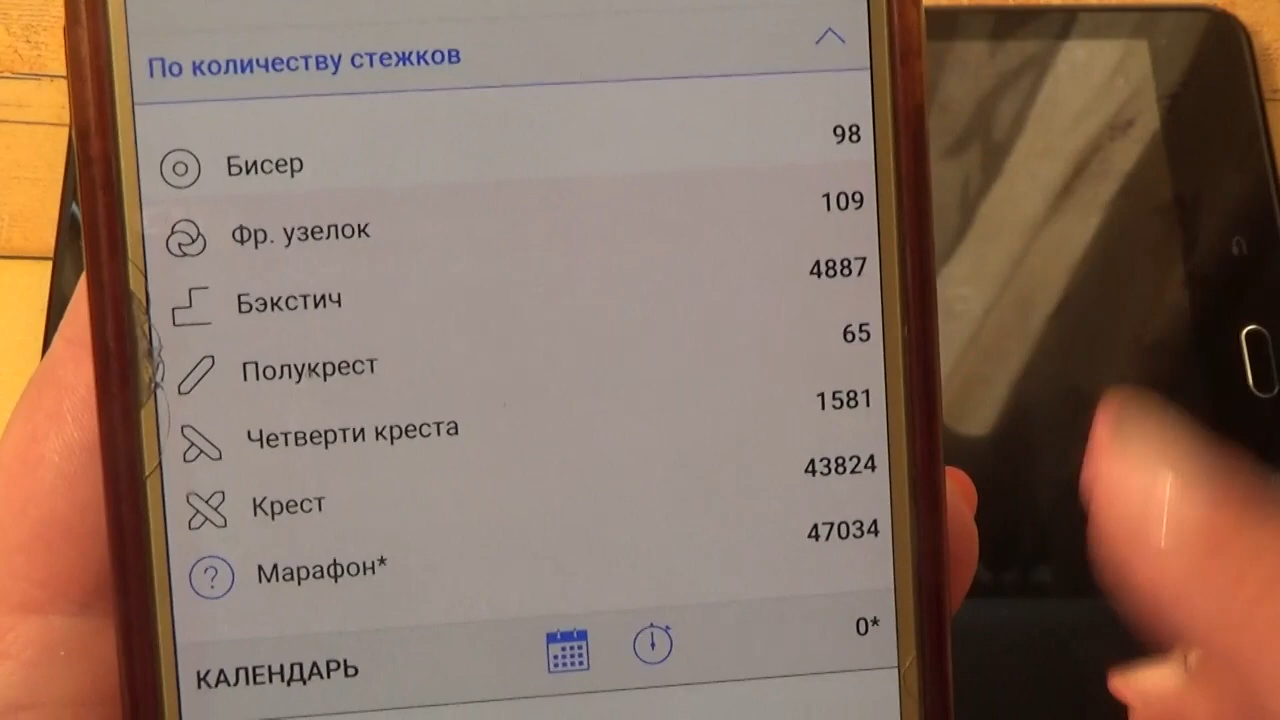 По количеству стежков
Бисер 98
Фр. узелок 109
Бэкстич 4887
Полукрест 65
Четверти креста 1581
Крест 43824
? Марафон* 47034
КАЛЕНДАРЬ 0*